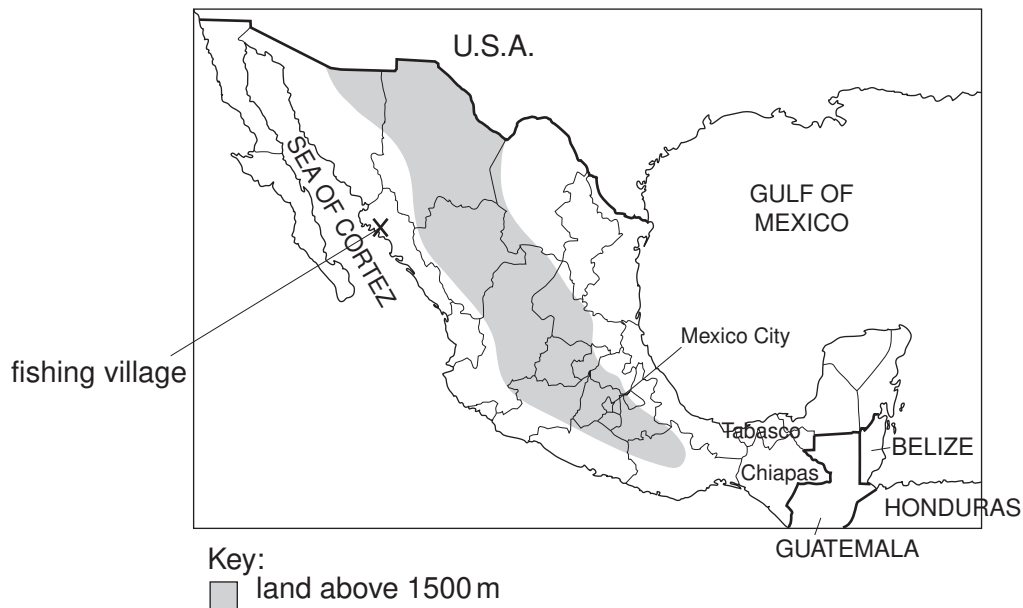 U.S.A.
SEA OF CORTEZ
GULF OF
MEXICO
Mexico City
fishing village
Tabasco
BELIZE
Chiapas
HONDURAS
GUATEMALA
Key:
land above 1500 m